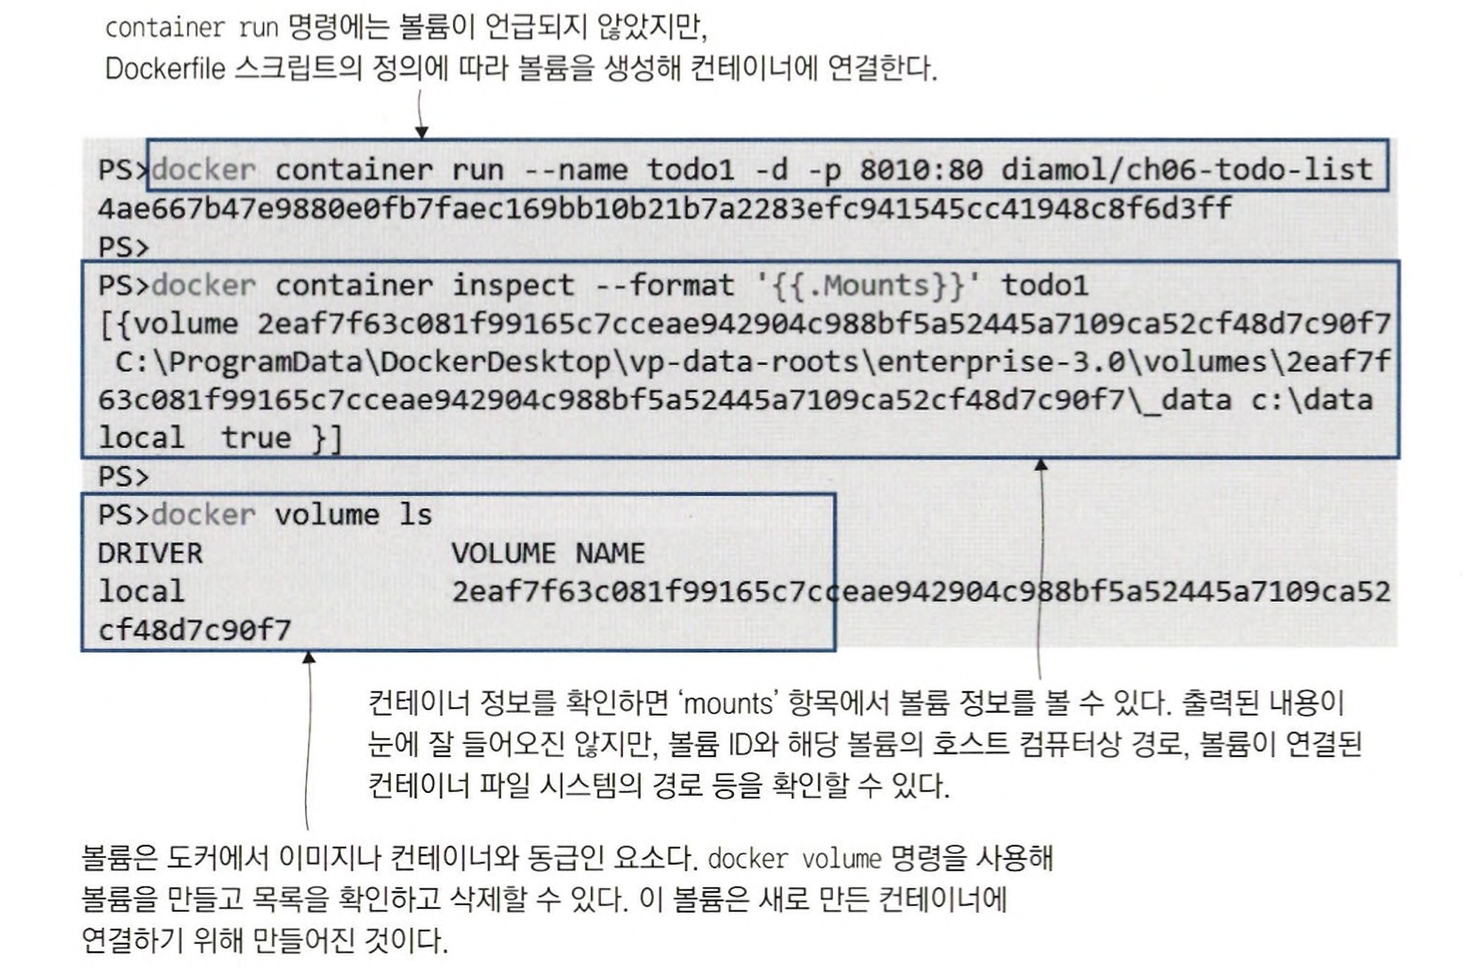 container run 명령에는 볼륨이 언급되지 않았지만,
Dockerfile 스크립트의 정의에 따라 볼륨을 생성해 컨테이너에 연결한다.
PS>docker container run --name todo1 -d -p 8010:80 diamol/ch06-todo-list
4ae667b47e9880e0fb7faec169bb10b21b7a2283efc941545cc41948c8f6d3ff
PS>
PS>docker container inspect --format '{{.Mounts}}' todo1
[{volume 2eaf7f63c081f99165c7cceae942904c988bf5a52445a7109ca52cf48d7c90f7
C:\ProgramData\DockerDesktop\vp-data-roots\enterprise-3.0\volumes\2eaf7f
63c081f99165c7cceae942904c988bf5a52445a7109ca52cf48d7c90f7\_data c:\data
local  true }]
PS>
PS>docker volume ls
DRIVER VOLUME NAME
local 2eaf7f63c081f99165c7cceae942904c988bf5a52445a7109ca52
cf48d7c90f7
컨테이너 정보를 확인하면 ‘mounts’ 항목에서 볼륨 정보를 볼 수 있다. 출력된 내용이
눈에 잘 들어오진 않지만, 볼륨 ID와 해당 볼륨의 호스트 컴퓨터상 경로, 볼륨이 연결된
컨테이너 파일 시스템의 경로 등을 확인할 수 있다.
볼륨은 도커에서 이미지나 컨테이너와 동급인 요소다. docker volume 명령을 사용해
볼륨을 만들고 목록을 확인하고 삭제할 수 있다. 이 볼륨은 새로 만든 컨테이너에
연결하기 위해 만들어진 것이다.